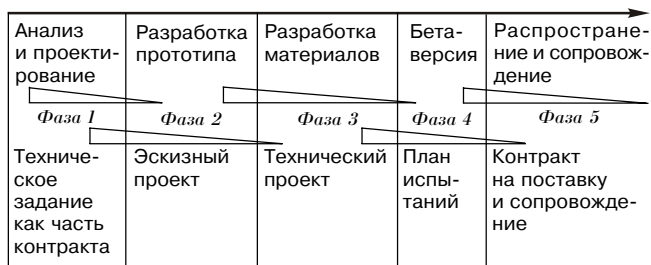 Анализ
и проекти-
рование
Разработка
прототипа
Разработка
материалов
Бета-
версия
Распростране-
ние и сопровож-
дение
Фаза 1
Фаза 2
Фаза 3
Фаза 4
Фаза 5
Техниче-
ское
задание
как часть
контракта
Эскизный
проект
Технический
проект
План
испы-
таний
Контракт
на поставку
и сопровожде-
ние